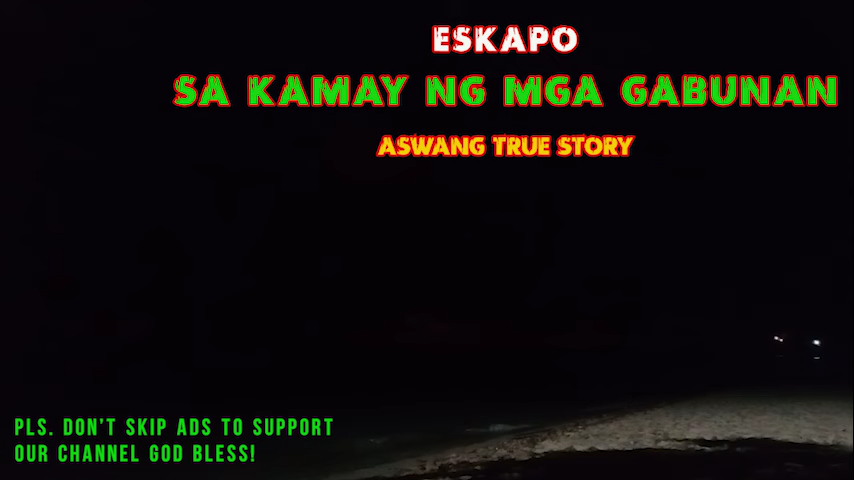 ESKAPO
SA KAMAY NG MGA GABUNAN
ASWANG TRUE STORY
PLS. DON'T SKIP ADS TO SUPPORT
OUR CHANNEL GOD BLESS!